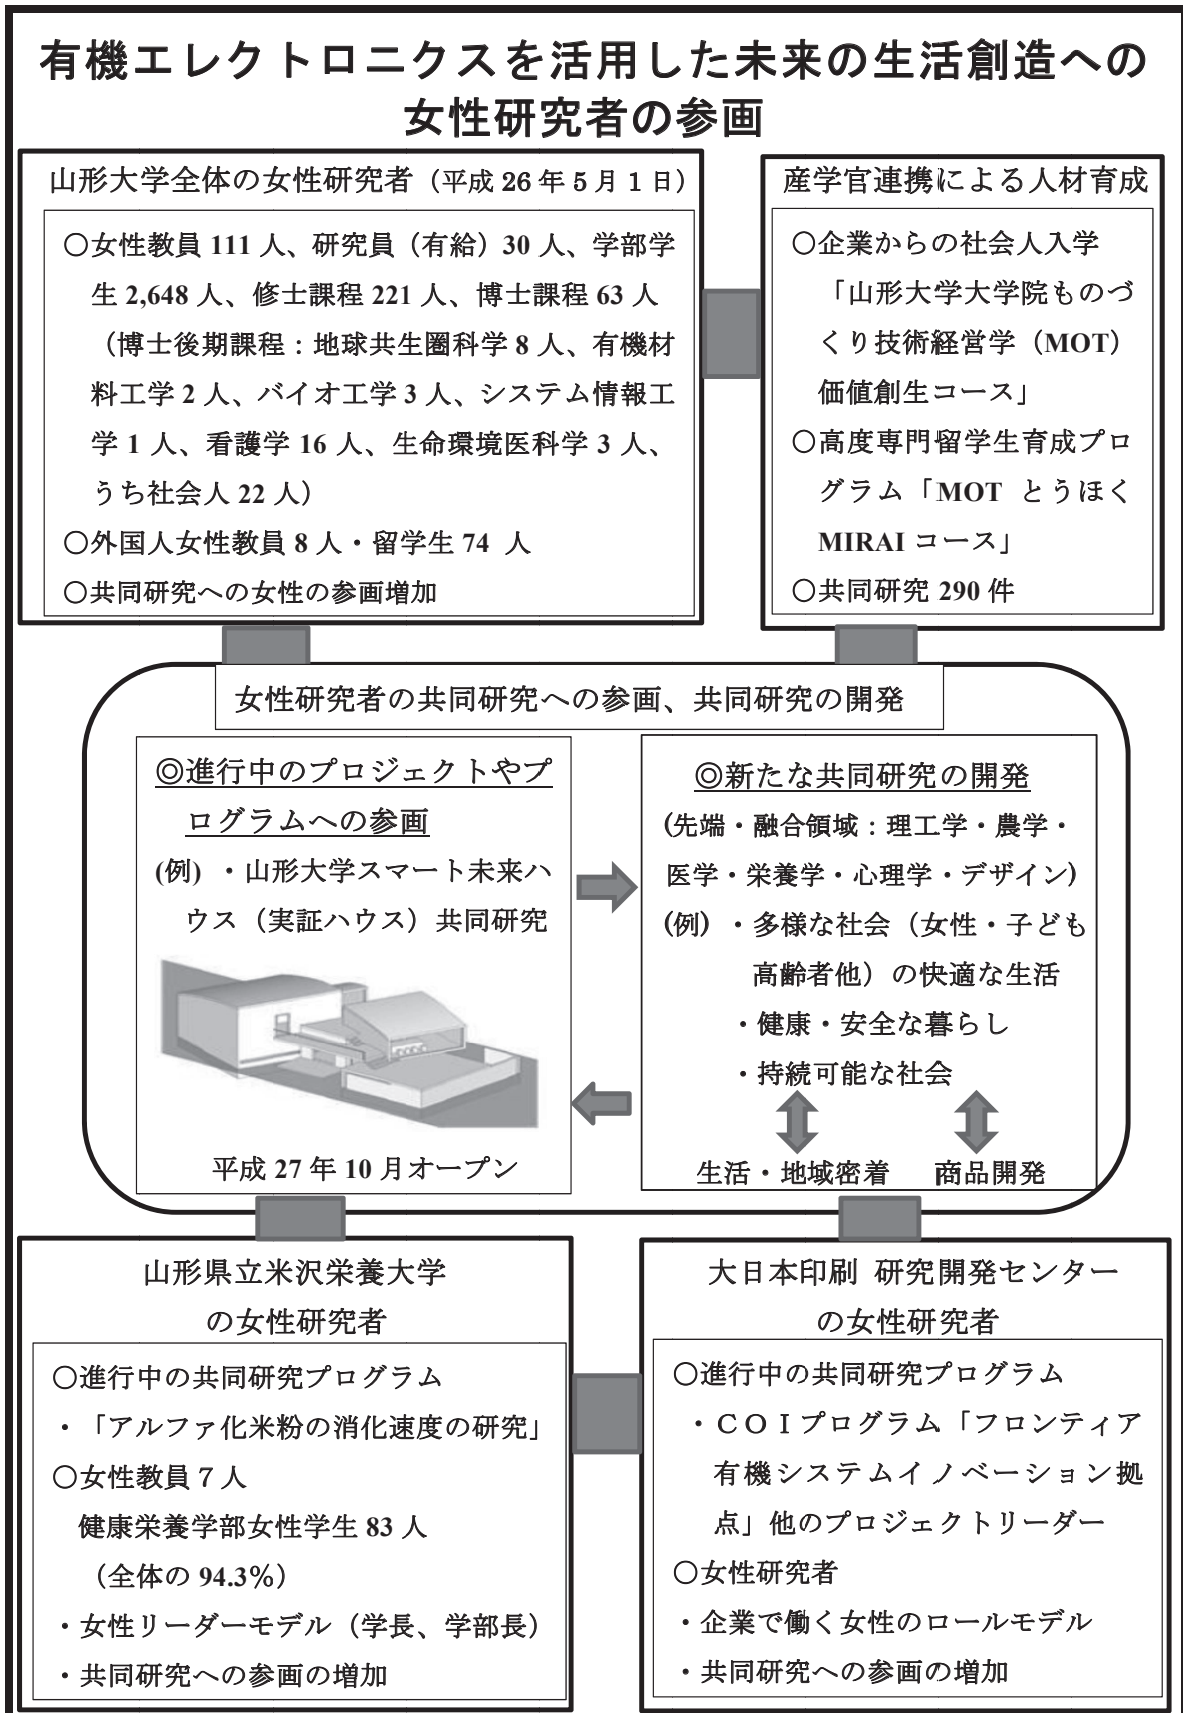 有機エレクトロニクスを活用した未来の生活創造への
女性研究者の参画
山形大学全体の女性研究者（平成 26 年 5 月 1 日）
○女性教員 111 人、研究員（有給）30 人、学部学
生 2,648 人、修士課程 221 人、博士課程 63 人
（博士後期課程：地球共生圏科学 8 人、有機材
料工学 2 人、バイオ工学 3 人、システム情報工
学 1 人、看護学 16 人、生命環境医科学 3 人、
うち社会人 22 人）
○外国人女性教員 8 人・留学生 74 人
○共同研究への女性の参画増加
産学官連携による人材育成
○企業からの社会人入学
「山形大学大学院ものづ
くり技術経営学（MOT）
価値創生コース」
○高度専門留学生育成プロ
グラム「MOT とうほく
MIRAI コース」
○共同研究 290 件
女性研究者の共同研究への参画、共同研究の開発
◎進行中のプロジェクトやプ
ログラムへの参画
(例) ・山形大学スマート未来ハ
ウス（実証ハウス）共同研究
平成 27 年 10 月オープン
◎新たな共同研究の開発
(先端・融合領域：理工学・農学・
医学・栄養学・心理学・デザイン)
(例) ・多様な社会（女性・子ども
高齢者他）の快適な生活
・健康・安全な暮らし
・持続可能な社会
生活・地域密着 商品開発
山形県立米沢栄養大学
の女性研究者
○進行中の共同研究プログラム
・「アルファ化米粉の消化速度の研究」
○女性教員 7 人
健康栄養学部女性学生 83 人
（全体の 94.3%）
・女性リーダーモデル（学長、学部長）
・共同研究への参画の増加
大日本印刷 研究開発センター
の女性研究者
○進行中の共同研究プログラム
・ＣＯＩプログラム「フロンティア
有機システムイノベーション拠
点」他のプロジェクトリーダー
○女性研究者
・企業で働く女性のロールモデル
・共同研究への参画の増加